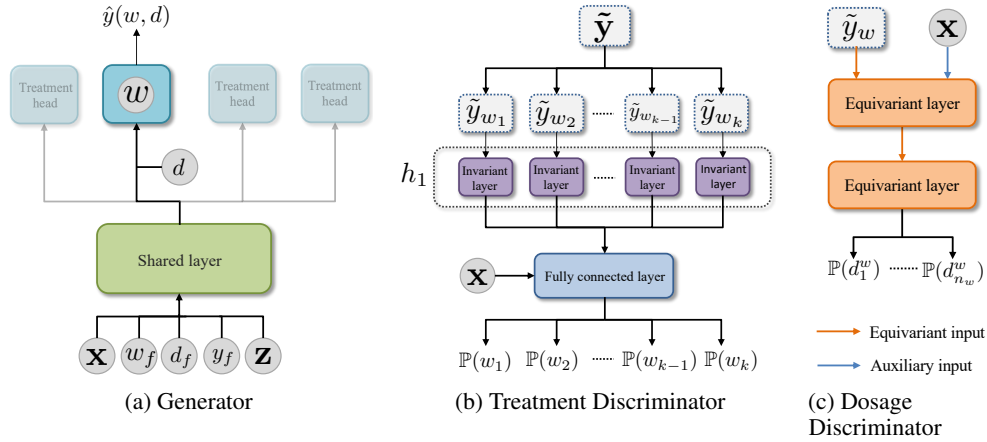 ŷ(w, d)
Treatment head
w
Treatment head
Treatment head
d
Shared layer
x w_f d_f y_f z
(a) Generator
ỹ
ỹ_{w_1} ỹ_{w_2} ...... ỹ_{w_{k−1}} ỹ_{w_k}
h_1
Invariant layer
Invariant layer
......
Invariant layer
Invariant layer
x
Fully connected layer
ℙ(w_1) ℙ(w_2) ...... ℙ(w_{k−1}) ℙ(w_k)
(b) Treatment Discriminator
ỹ_w x
Equivariant layer
Equivariant layer
ℙ(d_1^w) ........ ℙ(d_{n_w}^w)
Equivariant input
Auxiliary input
(c) Dosage
Discriminator